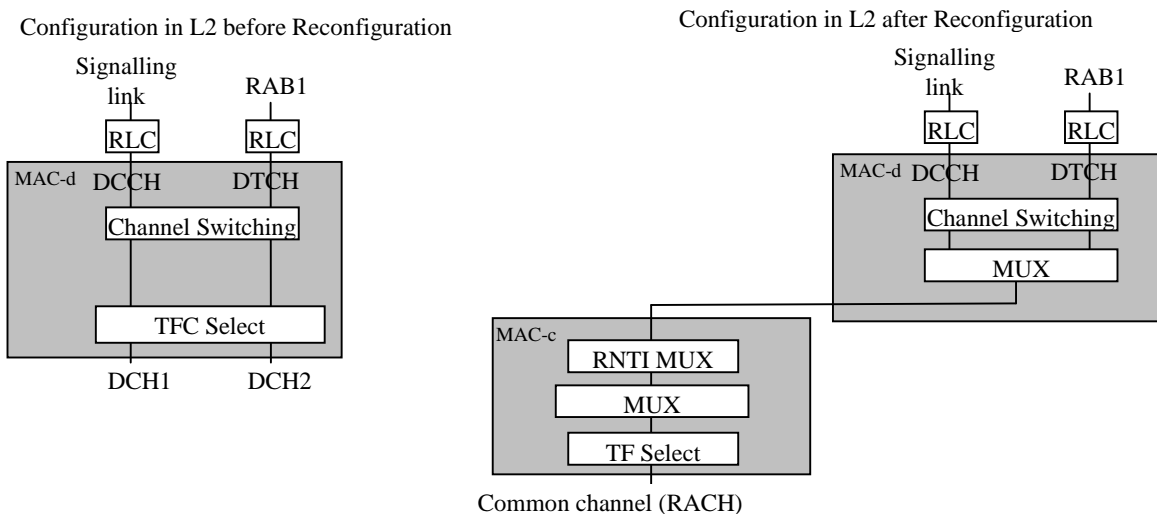 Configuration in L2 before Reconfiguration
Signalling
link
RAB1
RLC
RLC
MAC-d
DCCH
DTCH
Channel Switching
TFC Select
DCH1
DCH2
Configuration in L2 after Reconfiguration
Signalling
link
RAB1
RLC
RLC
MAC-d
DCCH
DTCH
Channel Switching
MUX
MAC-c
RNTI MUX
MUX
TF Select
Common channel (RACH)